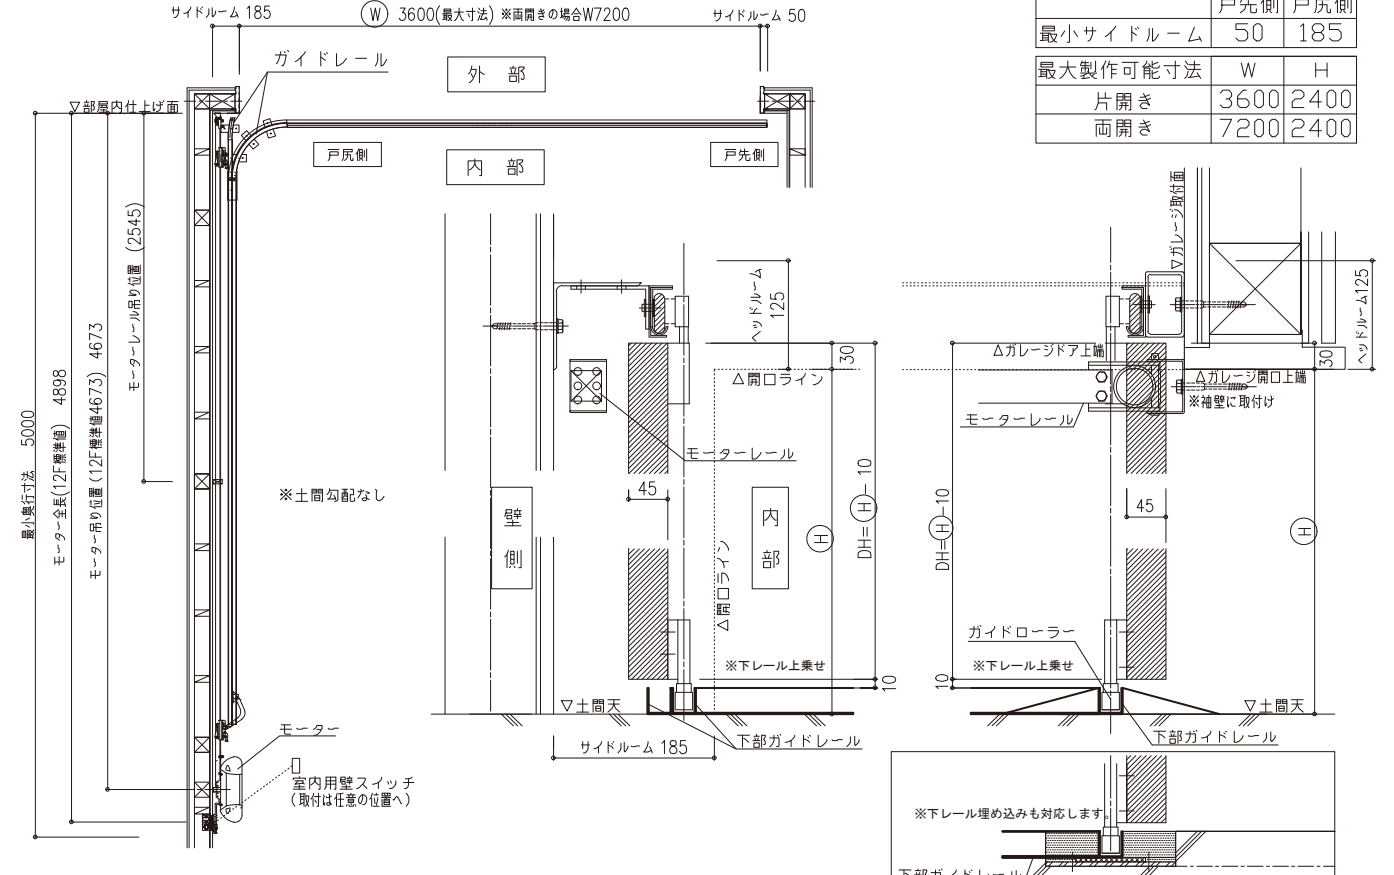 サイドルーム 185
W 3600(最大寸法) ※両開きの場合W7200
サイドルーム 50
戸先側 戸尻側
最小サイドルーム 50 185
最大製作可能寸法 W H
片開き 3600 2400
両開き 7200 2400
ガイドレール
外 部
▽部屋内仕上げ面
戸尻側
内 部
戸先側
最小奥行寸法 5000
モーター全長(12F標準値) 4898
モーター吊り位置(12F標準値4673) 4673
モーターレール吊り位置 (2545)
※土間勾配なし
モーター
室内用壁スイッチ
(取付は任意の位置へ)
壁側
モーターレール
45
ヘッドルーム
125
30
△開口ライン
△開口ライン
内部
H
DH=H-10
※下レール上乗せ
10
▽土間天
下部ガイドレール
サイドルーム 185
▽ガレージ取付面
ヘッドルーム125
30
△ガレージドア上端
△ガレージ開口上端
※袖壁に取付け
モーターレール
45
DH=H-10
H
ガイドローラー
※下レール上乗せ
10
▽土間天
下部ガイドレール
※下レール埋め込みも対応します。
下部ガイドレール